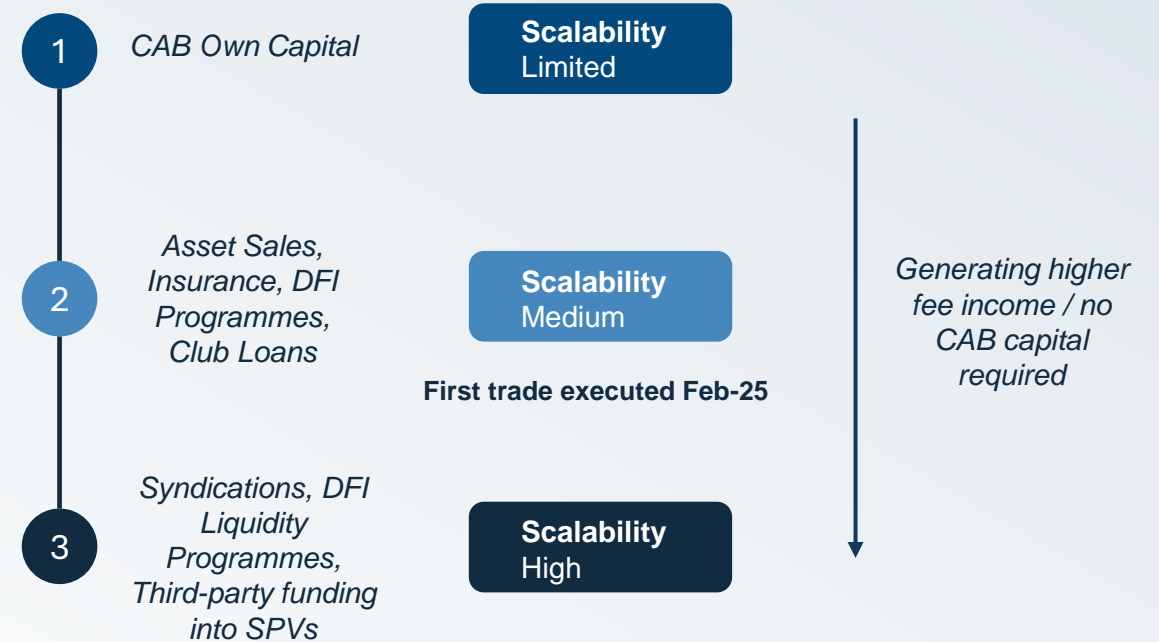 1
CAB Own Capital
Scalability
Limited
2
Asset Sales,
Insurance, DFI
Programmes,
Club Loans
Scalability
Medium
First trade executed Feb-25
Generating higher
fee income / no
CAB capital
required
3
Syndications, DFI
Liquidity
Programmes,
Third-party funding
into SPVs
Scalability
High